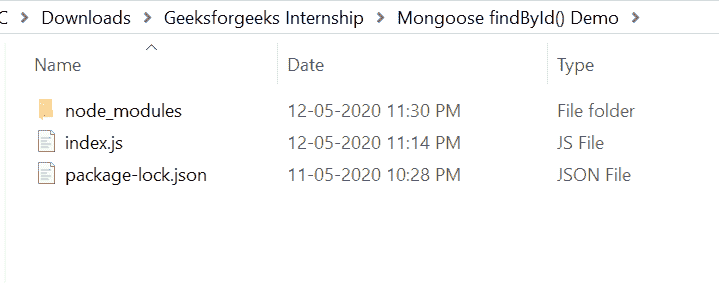 C > Downloads > Geeksforgeeks Internship > Mongoose findById() Demo >
Name Date Type
node_modules 12-05-2020 11:30 PM File folder
index.js 12-05-2020 11:14 PM JS File
package-lock.json 11-05-2020 10:28 PM JSON File